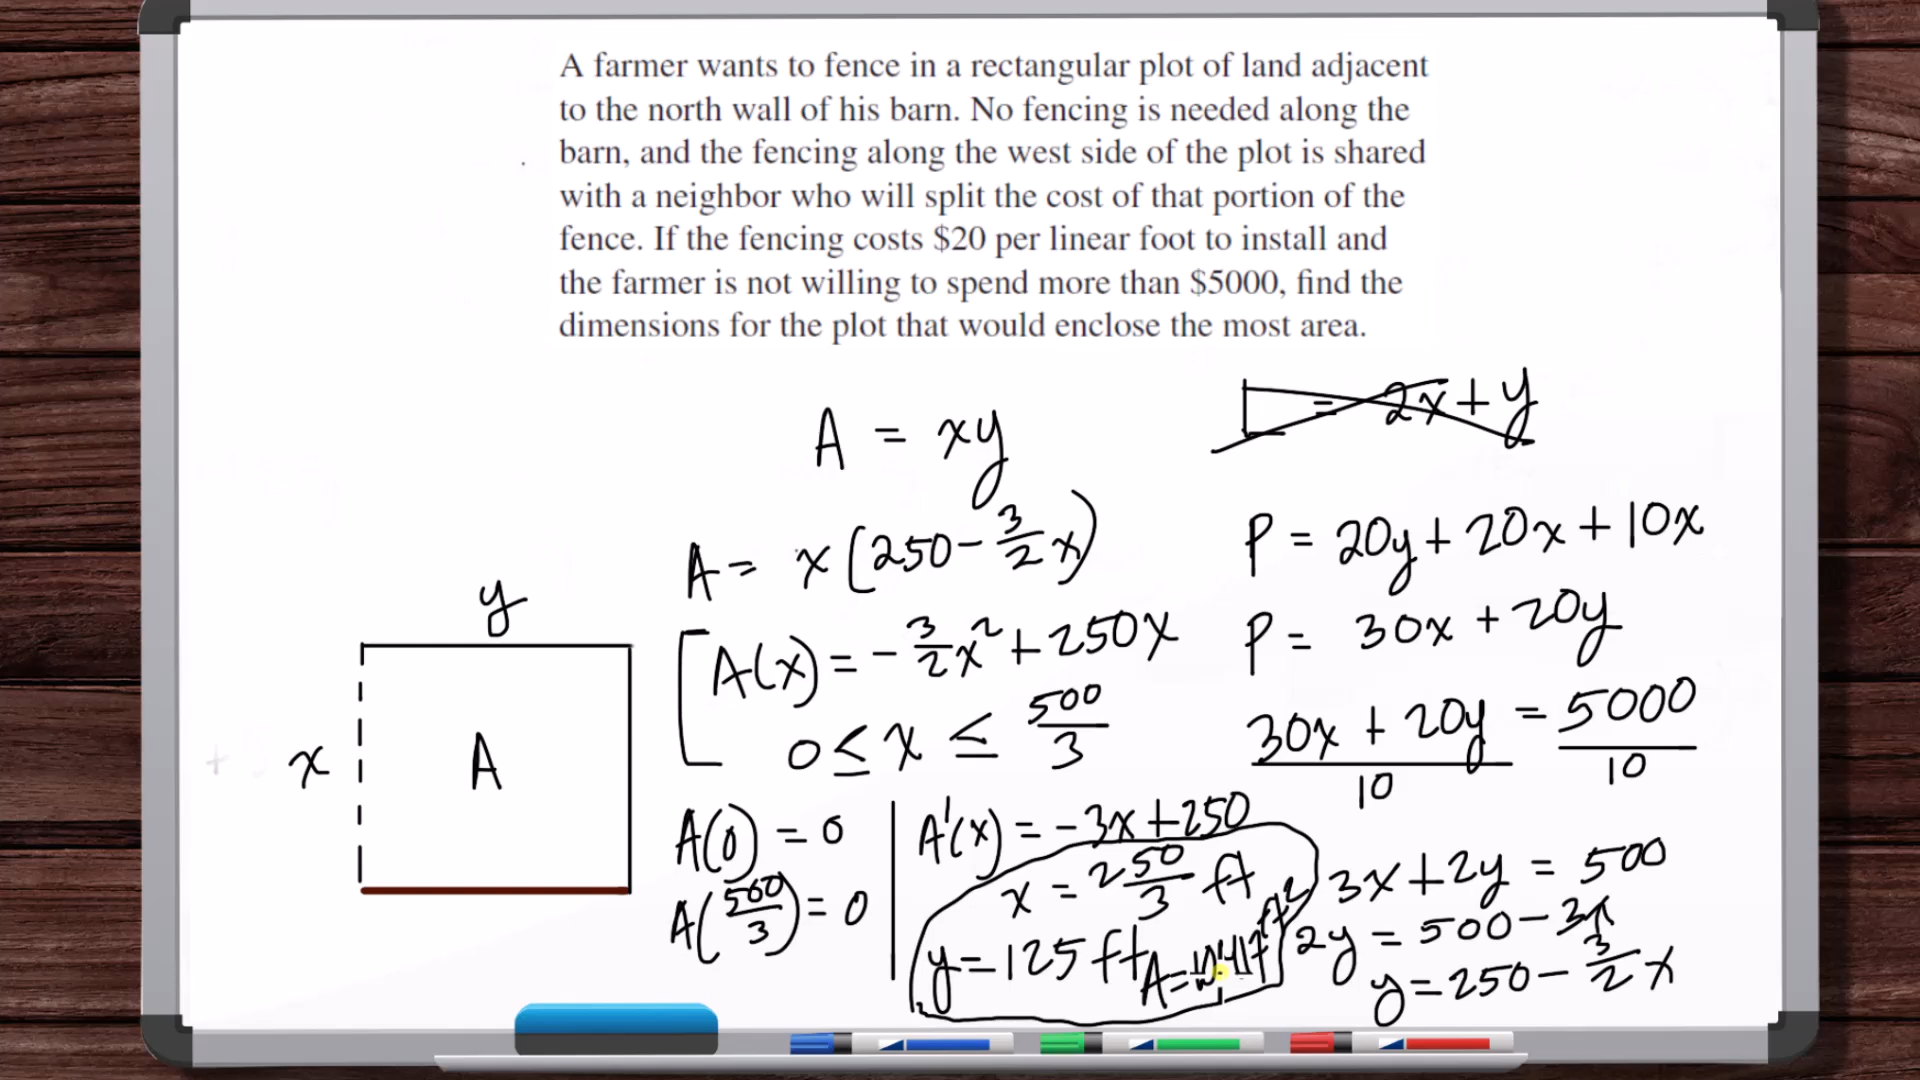 A farmer wants to fence in a rectangular plot of land adjacent
to the north wall of his barn. No fencing is needed along the
barn, and the fencing along the west side of the plot is shared
with a neighbor who will split the cost of that portion of the
fence. If the fencing costs $20 per linear foot to install and
the farmer is not willing to spend more than $5000, find the
dimensions for the plot that would enclose the most area.
y
x
A
A = xy
A = x(250 - 3/2 x)
A(x) = - 3/2 x² + 250x
0 ≤ x ≤ 500/3
A(0) = 0
A(500/3) = 0
A'(x) = -3x + 250
x = 250/3 ft
y = 125 ft
A = ft²
= 2x + y
P = 20y + 20x + 10x
P = 30x + 20y
30x + 20y = 5000
10 10
3x + 2y = 500
2y = 500 - 3x
y = 250 - 3/2 x